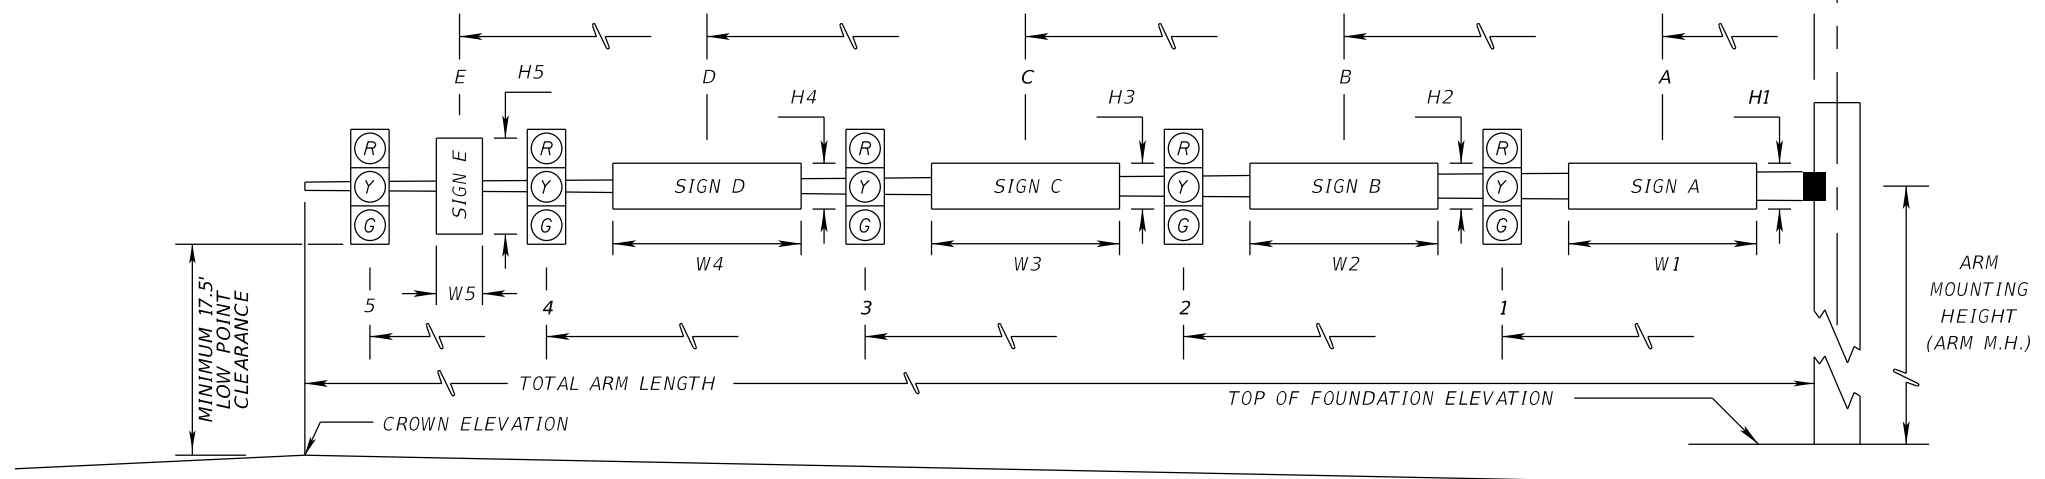 E
H5
D
H4
C
H3
B
H2
A
H1
R
Y
G
SIGN E
R
Y
G
SIGN D
R
Y
G
SIGN C
R
Y
G
SIGN B
R
Y
G
SIGN A
W5
W4
W3
W2
W1
5
4
3
2
1
MINIMUM 17.5'
LOW POINT
CLEARANCE
ARM
MOUNTING
HEIGHT
(ARM M.H.)
TOTAL ARM LENGTH
TOP OF FOUNDATION ELEVATION
CROWN ELEVATION